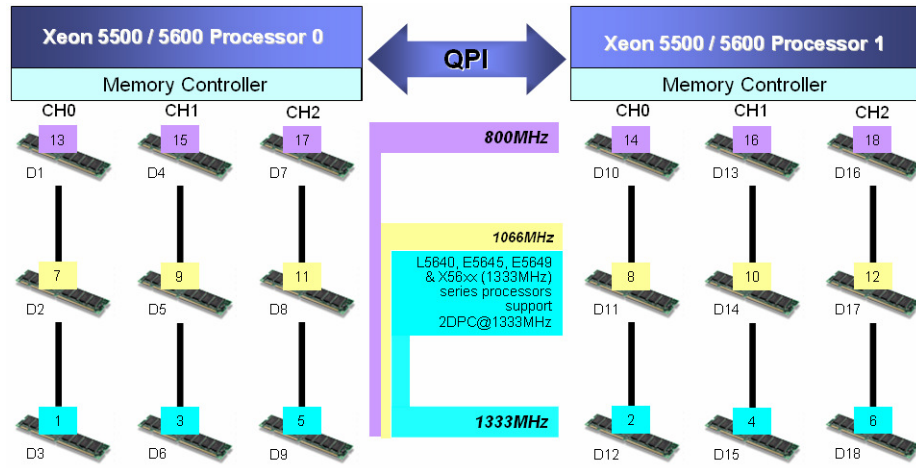 Xeon 5500 / 5600 Processor 0
QPI
Xeon 5500 / 5600 Processor 1
Memory Controller
Memory Controller
CH0 CH1 CH2
CH0 CH1 CH2
13 15 17
800MHz
14 16 18
D1 D4 D7
D10 D13 D16
1066MHz
L5640, E5645, E5649
& X56xx (1333MHz)
series processors
support
2DPC@1333MHz
7 9 11
8 10 12
D2 D5 D8
D11 D14 D17
1 3 5
1333MHz
2 4 6
D3 D6 D9
D12 D15 D18